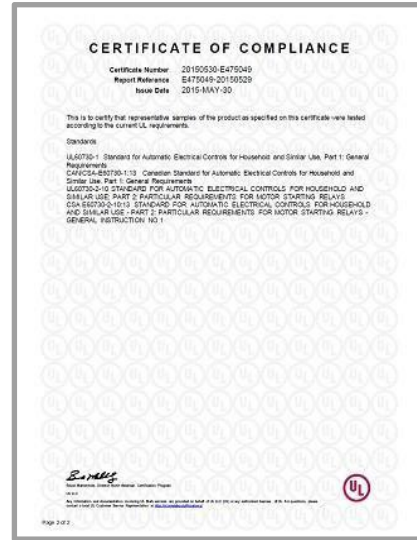 CERTIFICATE OF COMPLIANCE
Certificate Number 20150530-E475049
Report Reference E475049-20150529
Issue Date 2015-MAY-30
This is to certify that representative samples of the product as specified on this certificate were tested
according to the current UL requirements.
Standards
UL60730-1 Standard for Automatic Electrical Controls for Household and Similar Use, Part 1: General
Requirements
CAN/CSA-E60730-1:13 Canadian Standard for Automatic Electrical Controls for Household and
Similar Use, Part 1: General Requirements
UL60730-2-10 STANDARD FOR AUTOMATIC ELECTRICAL CONTROLS FOR HOUSEHOLD AND
SIMILAR USE; PART 2: PARTICULAR REQUIREMENTS FOR MOTOR STARTING RELAYS
CSA E60730-2-10:13 STANDARD FOR AUTOMATIC ELECTRICAL CONTROLS FOR HOUSEHOLD
AND SIMILAR USE - PART 2: PARTICULAR REQUIREMENTS FOR MOTOR STARTING RELAYS -
GENERAL INSTRUCTION NO 1
UL
Page 2 of 2